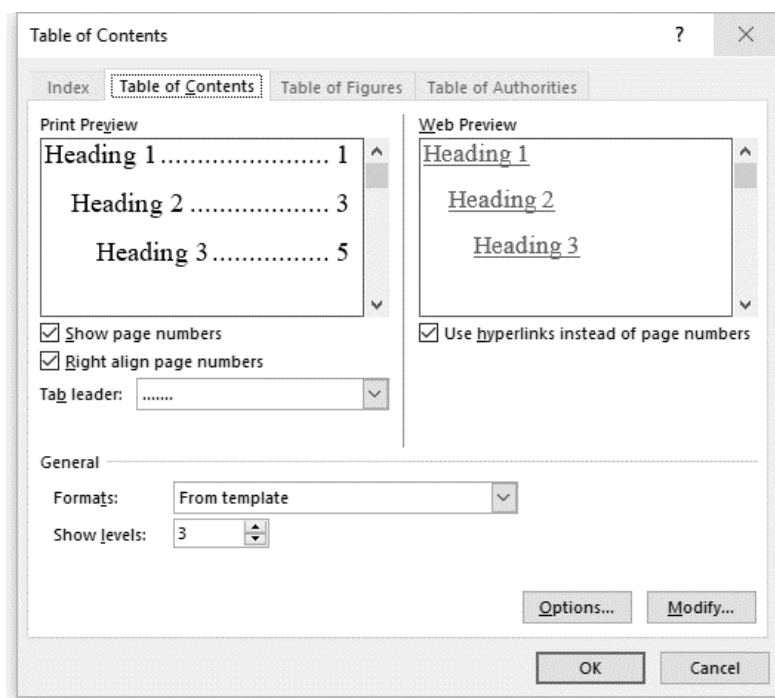 Table of Contents ?
Index Table of Contents Table of Figures Table of Authorities
Print Preview
Heading 1 ........................ 1
Heading 2 .................... 3
Heading 3 ................. 5
Show page numbers
Right align page numbers
Tab leader: .......
Web Preview
Heading 1
Heading 2
Heading 3
Use hyperlinks instead of page numbers
General
Formats: From template
Show levels: 3
Options... Modify...
OK Cancel